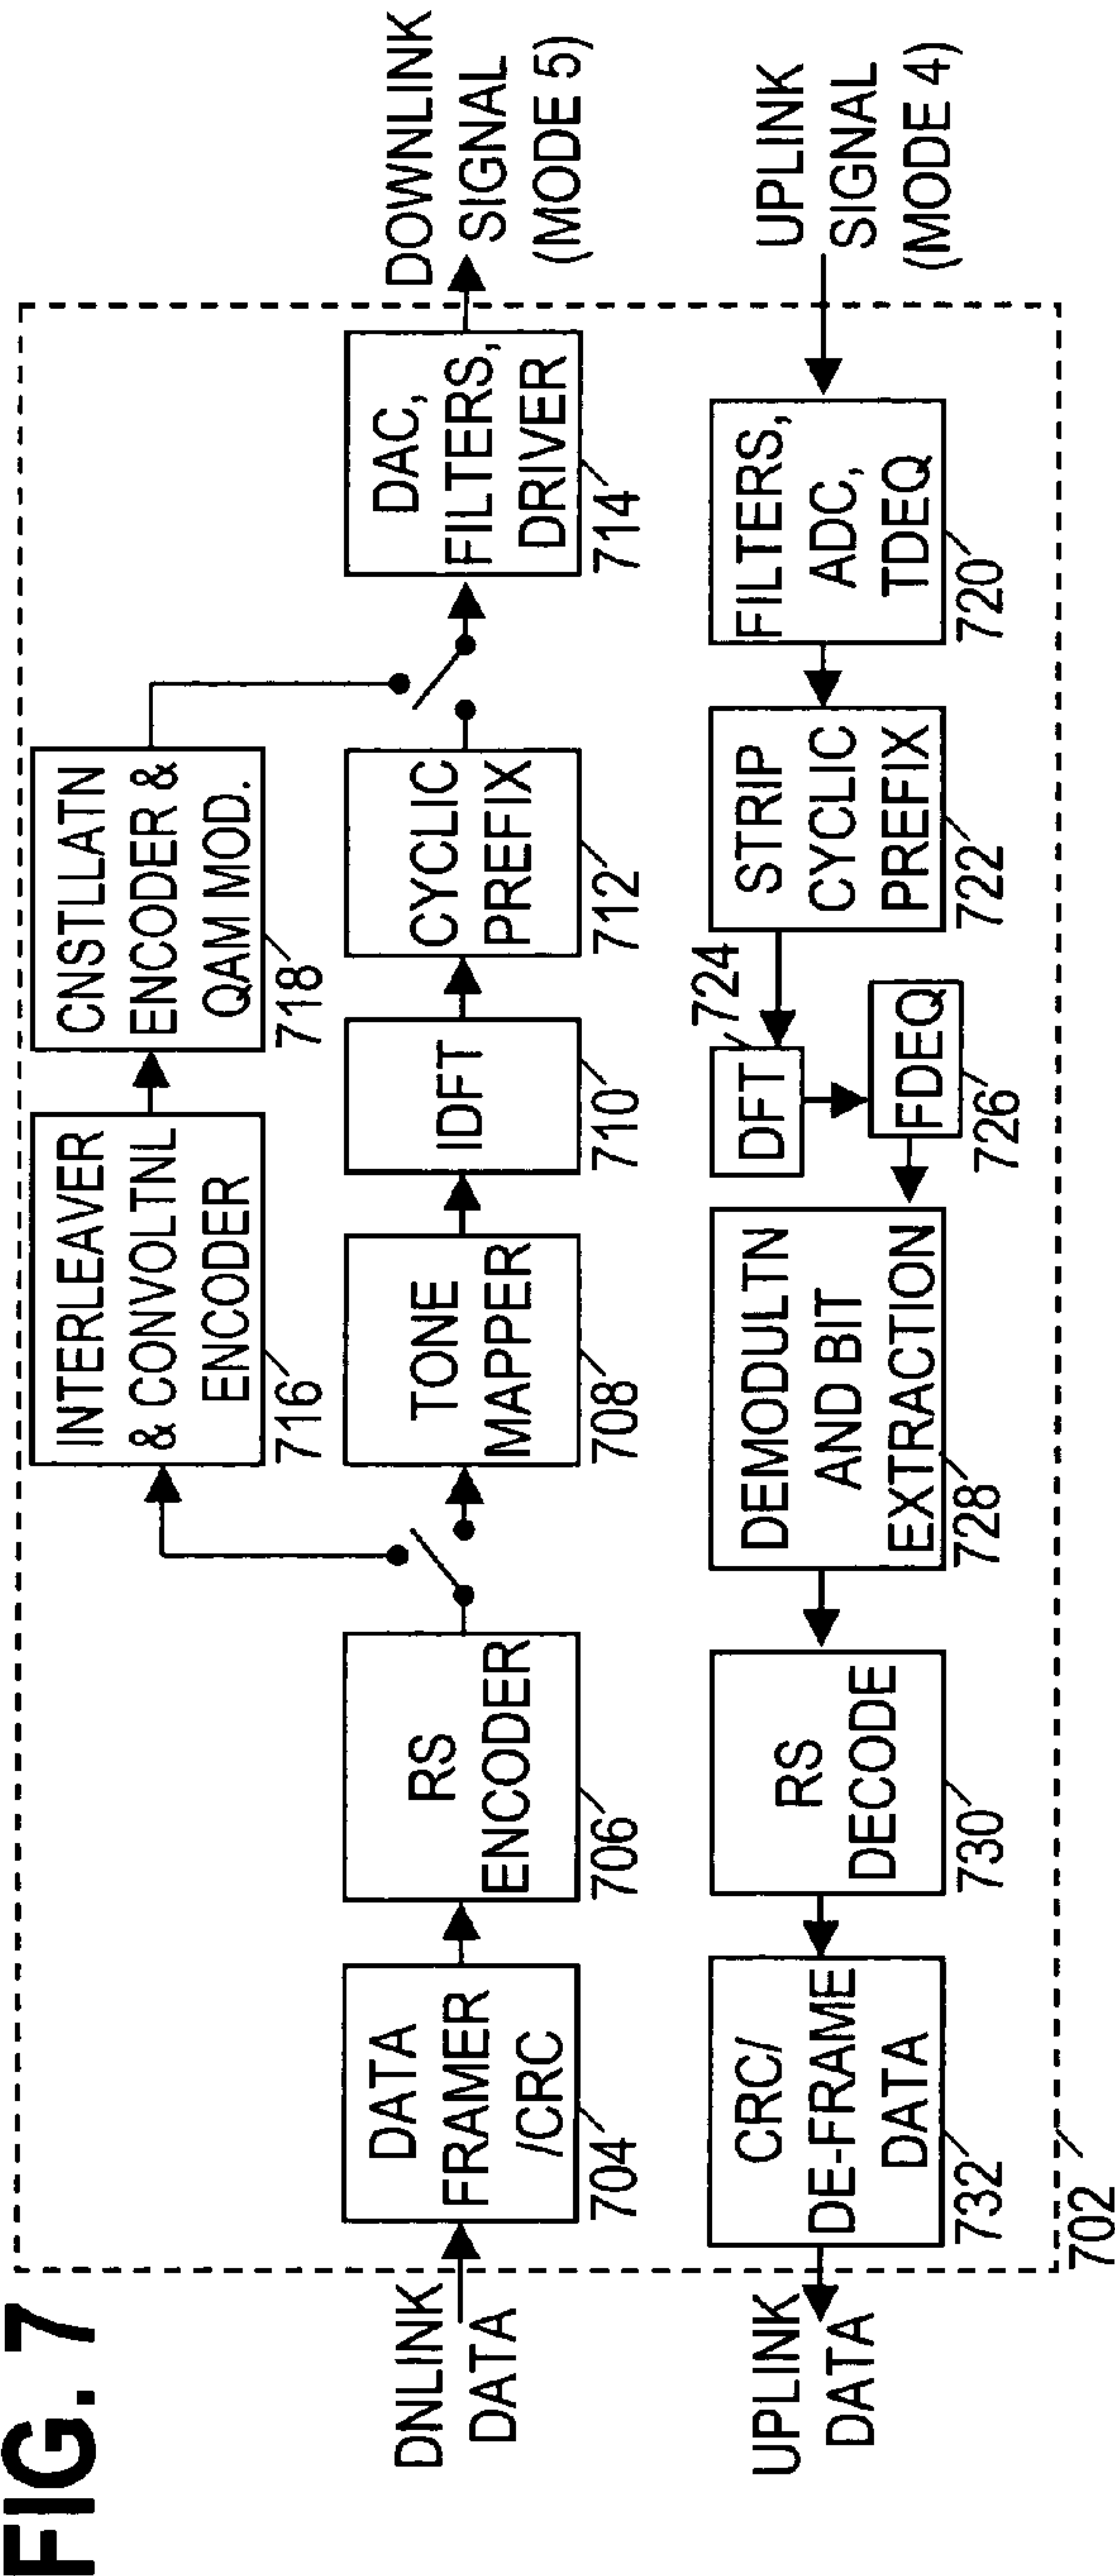 FIG. 7
INTERLEAVER
& CONVOLTNL
ENCODER
716
CNSTLLATN
ENCODER &
QAM MOD.
718
DNLINK
DATA
DATA
FRAMER
/CRC
704
RS
ENCODER
706
TONE
MAPPER
708
IDFT
710
CYCLIC
PREFIX
712
DAC,
FILTERS,
DRIVER
714
DOWNLINK
SIGNAL
(MODE 5)
UPLINK
DATA
CRC/
DE-FRAME
DATA
732
RS
DECODE
730
DEMODULTN
AND BIT
EXTRACTION
728
DFT
724
FDEQ
726
STRIP
CYCLIC
PREFIX
722
FILTERS,
ADC,
TDEQ
720
UPLINK
SIGNAL
(MODE 4)
702